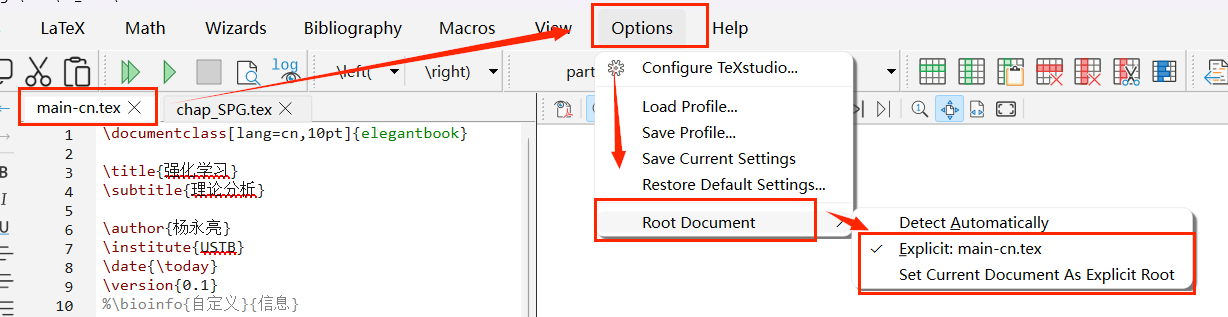 LaTeX Math Wizards Bibliography Macros View Options Help
log \left( \right) part
main-cn.tex chap_SPG.tex
1 \documentclass[lang=cn,10pt]{elegantbook}
2
3 \title{强化学习}
4 \subtitle{理论分析}
5
6 \author{杨永亮}
7 \institute{USTB}
8 \date{\today}
9 \version{0.1}
10 %\bioinfo{自定义}{信息}
Configure TeXstudio...
Load Profile...
Save Profile...
Save Current Settings
Restore Default Settings...
Root Document
Detect Automatically
Explicit: main-cn.tex
Set Current Document As Explicit Root